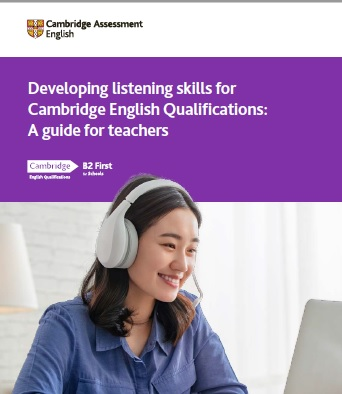 Cambridge Assessment
English
Developing listening skills for
Cambridge English Qualifications:
A guide for teachers
Cambridge
English Qualifications
B2 First
for Schools